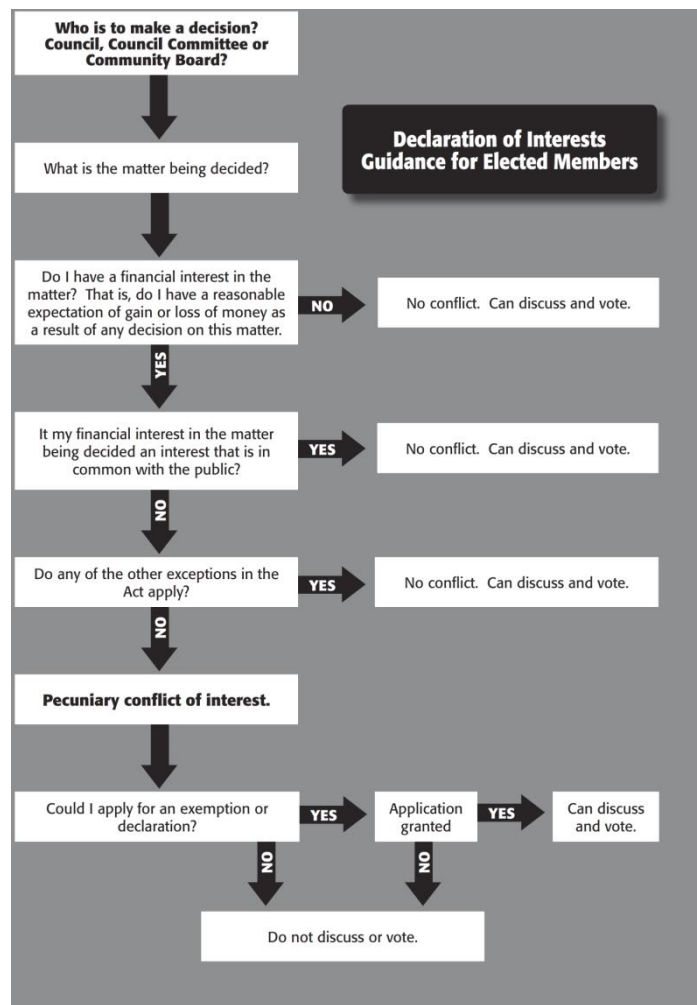 Who is to make a decision?
Council, Council Committee or
Community Board?
Declaration of Interests
Guidance for Elected Members
What is the matter being decided?
Do I have a financial interest in the
matter? That is, do I have a reasonable
expectation of gain or loss of money as
a result of any decision on this matter.
NO
No conflict. Can discuss and vote.
YES
It my financial interest in the matter
being decided an interest that is in
common with the public?
YES
No conflict. Can discuss and vote.
NO
Do any of the other exceptions in the
Act apply?
YES
No conflict. Can discuss and vote.
NO
Pecuniary conflict of interest.
Could I apply for an exemption or
declaration?
YES
Application
granted
YES
Can discuss
and vote.
NO
NO
Do not discuss or vote.